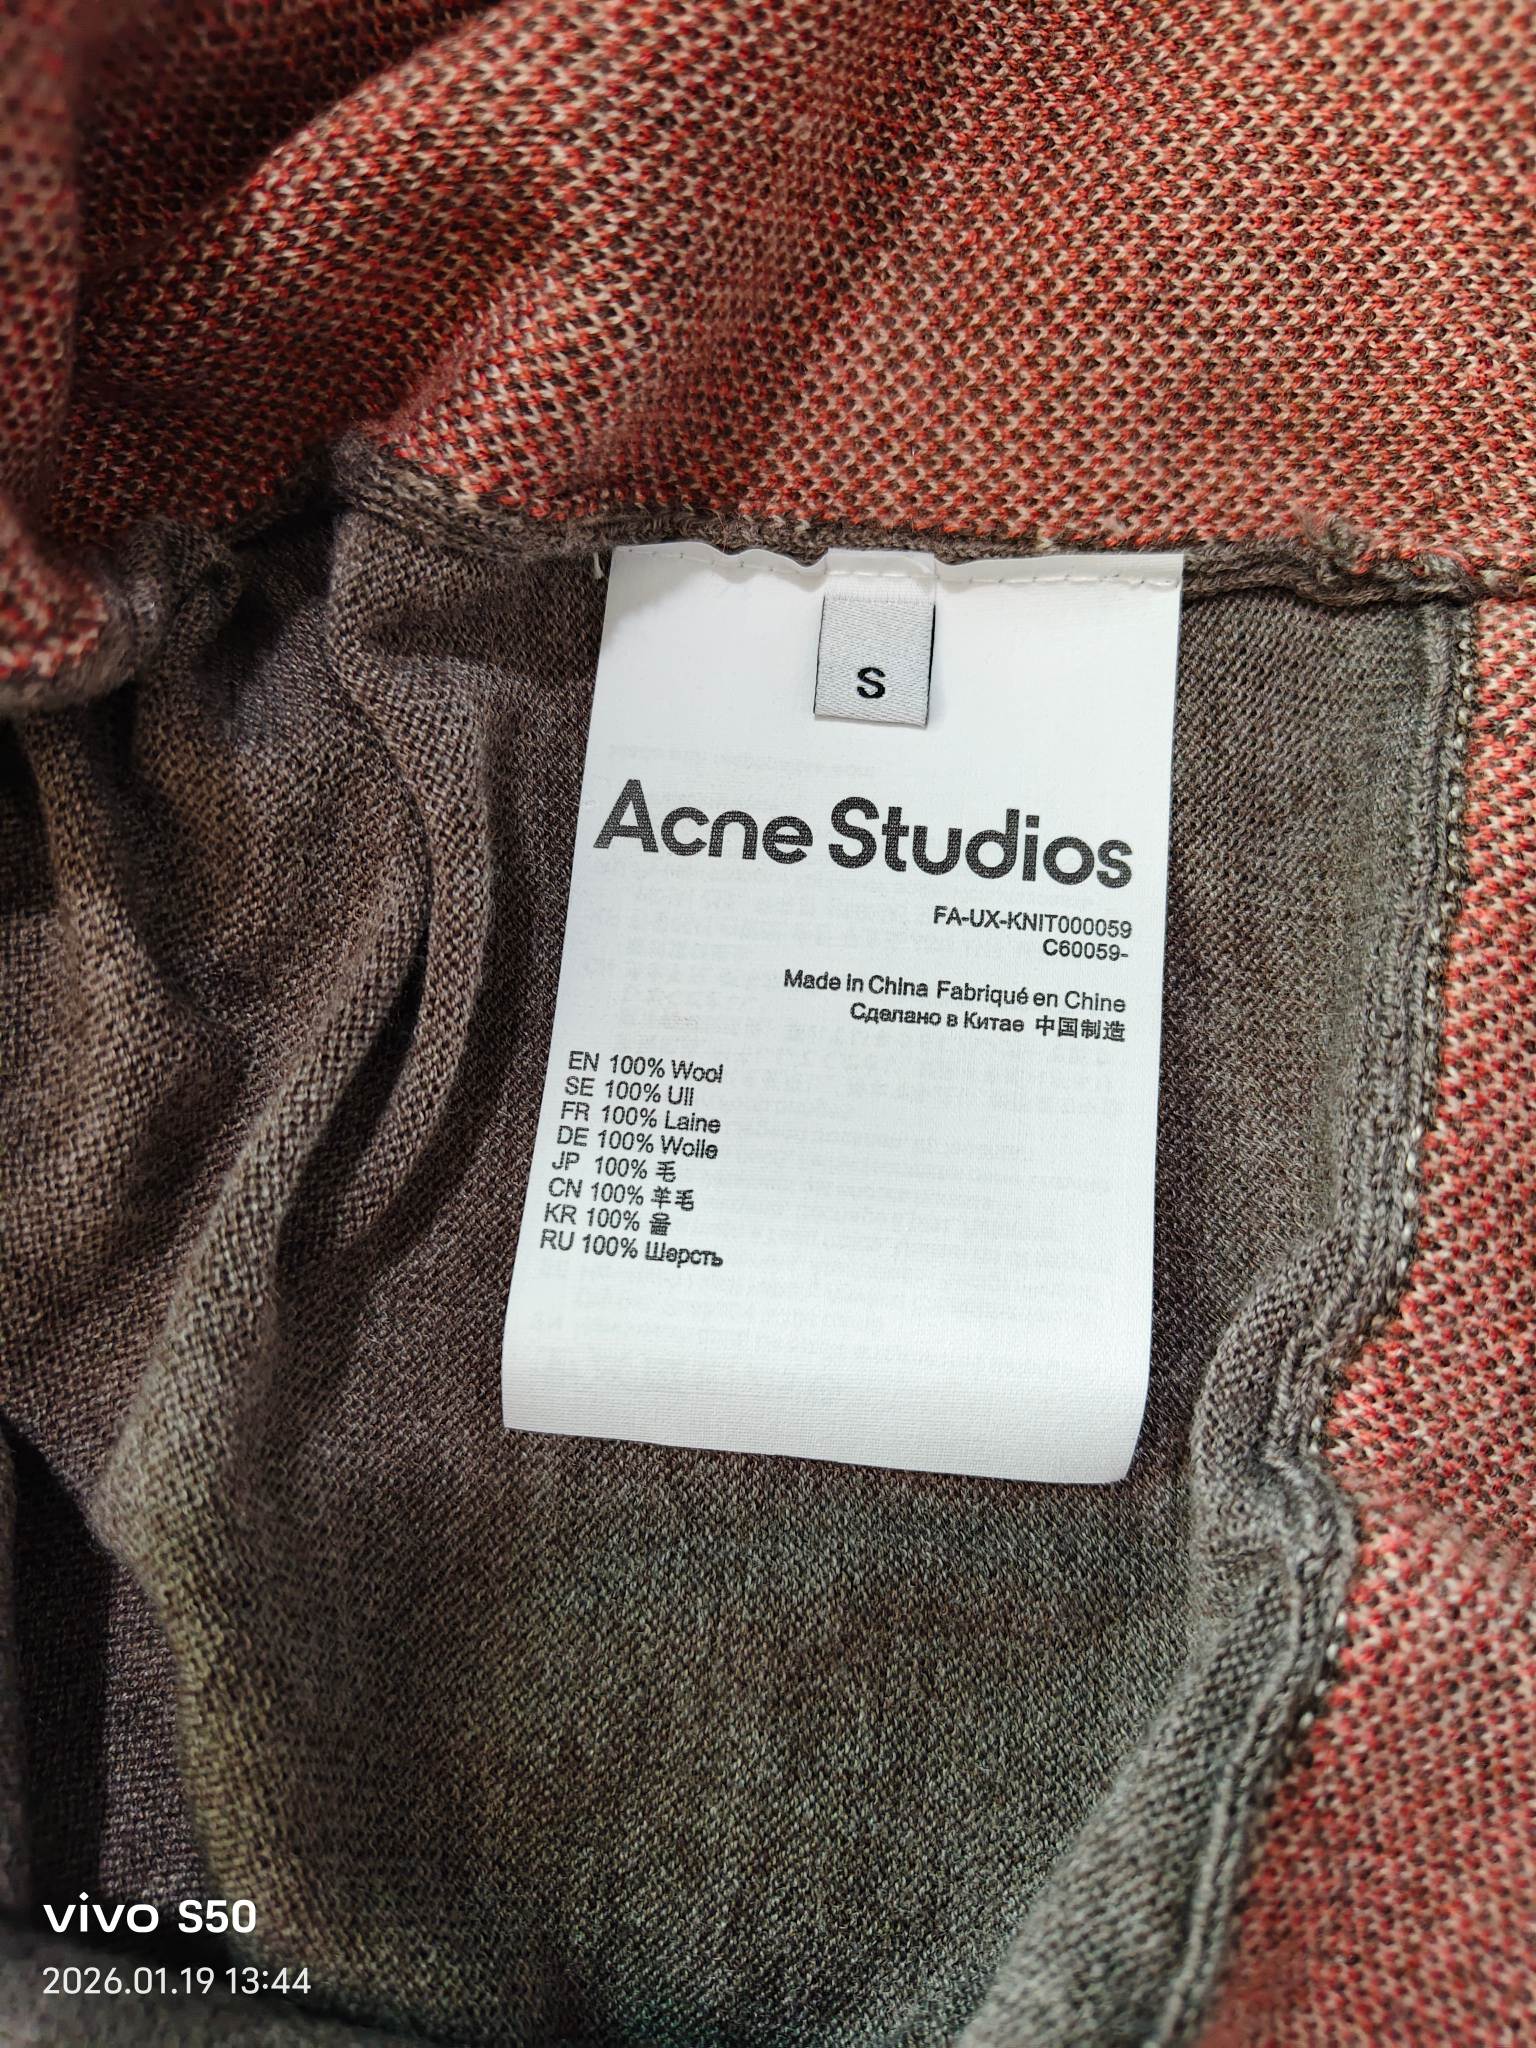 S
Acne Studios
FA-UX-KNIT000059
C60059-
Made in China Fabriqué en Chine
Сделано в Китае 中国制造
EN 100% Wool
SE 100% Ull
FR 100% Laine
DE 100% Wolle
JP 100% 毛
CN 100% 羊毛
KR 100% 울
RU 100% Шерсть
vivo S50
2026.01.19 13:44